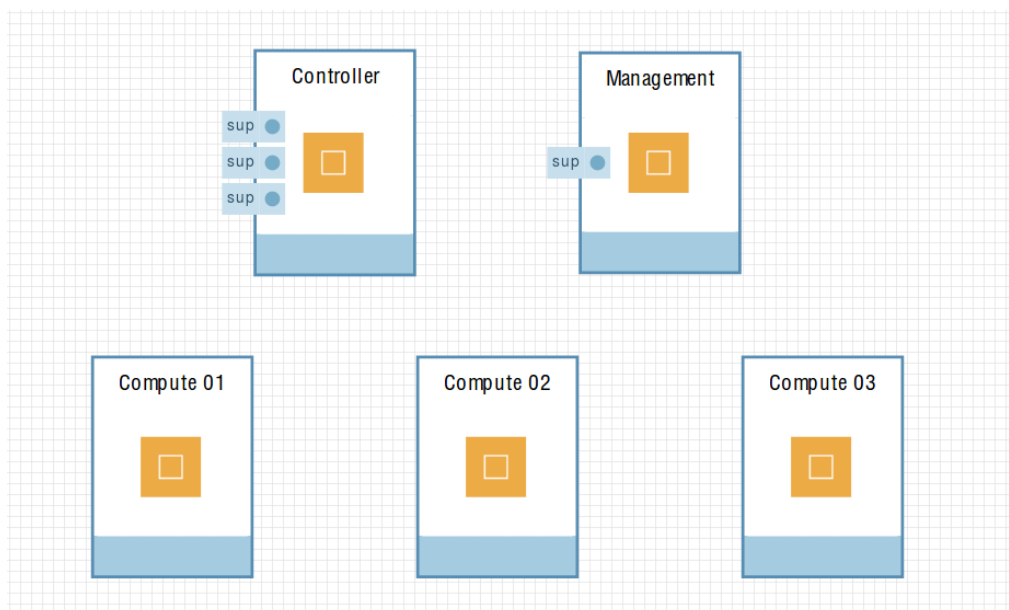 Controller
sup
sup
sup
Management
sup
Compute 01
Compute 02
Compute 03